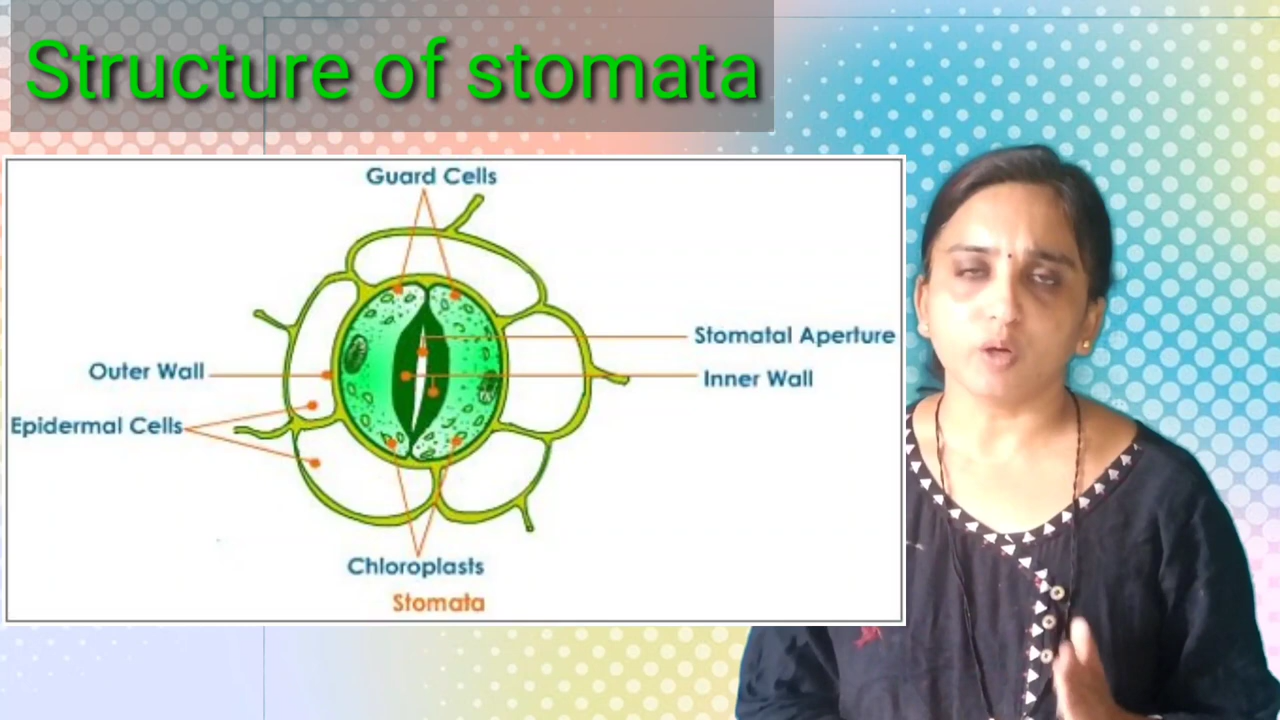 Structure of stomata
Guard Cells
Stomatal Aperture
Outer Wall
Inner Wall
Epidermal Cells
Chloroplasts
Stomata